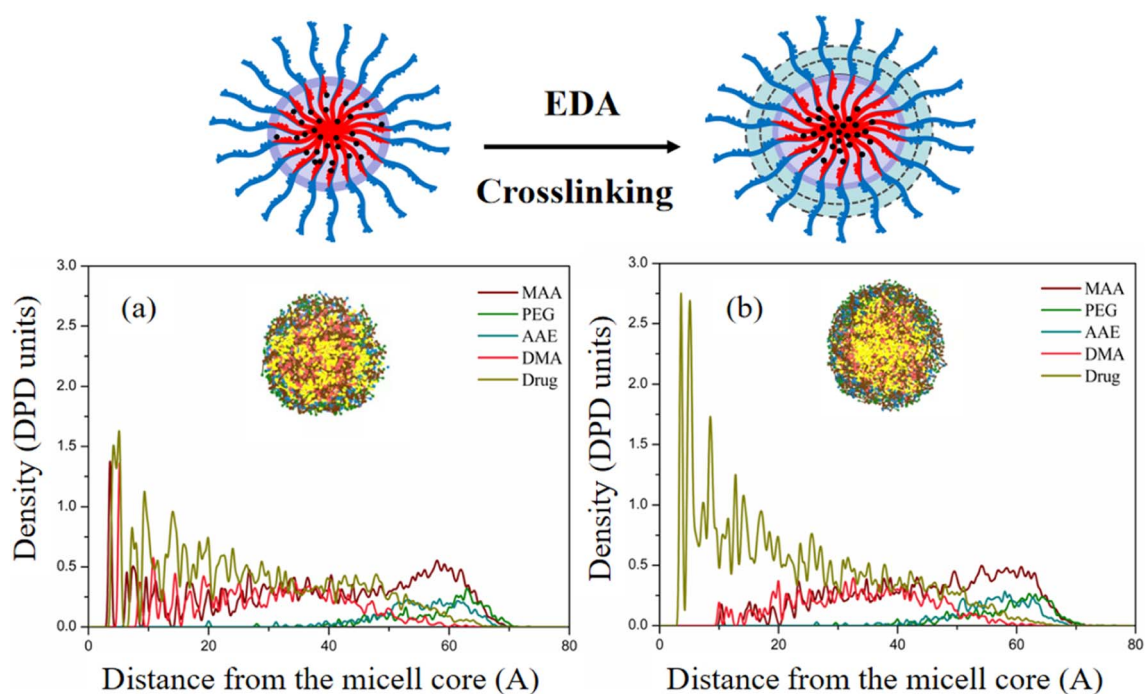 EDA
Crosslinking
3.0
2.5
2.0
1.5
1.0
0.5
0.0
0
20
40
60
80
Density (DPD units)
Distance from the micell core (A)
(a)
MAA
PEG
AAE
DMA
Drug
3.0
2.5
2.0
1.5
1.0
0.5
0.0
0
20
40
60
80
Density (DPD units)
Distance from the micell core (A)
(b)
MAA
PEG
AAE
DMA
Drug